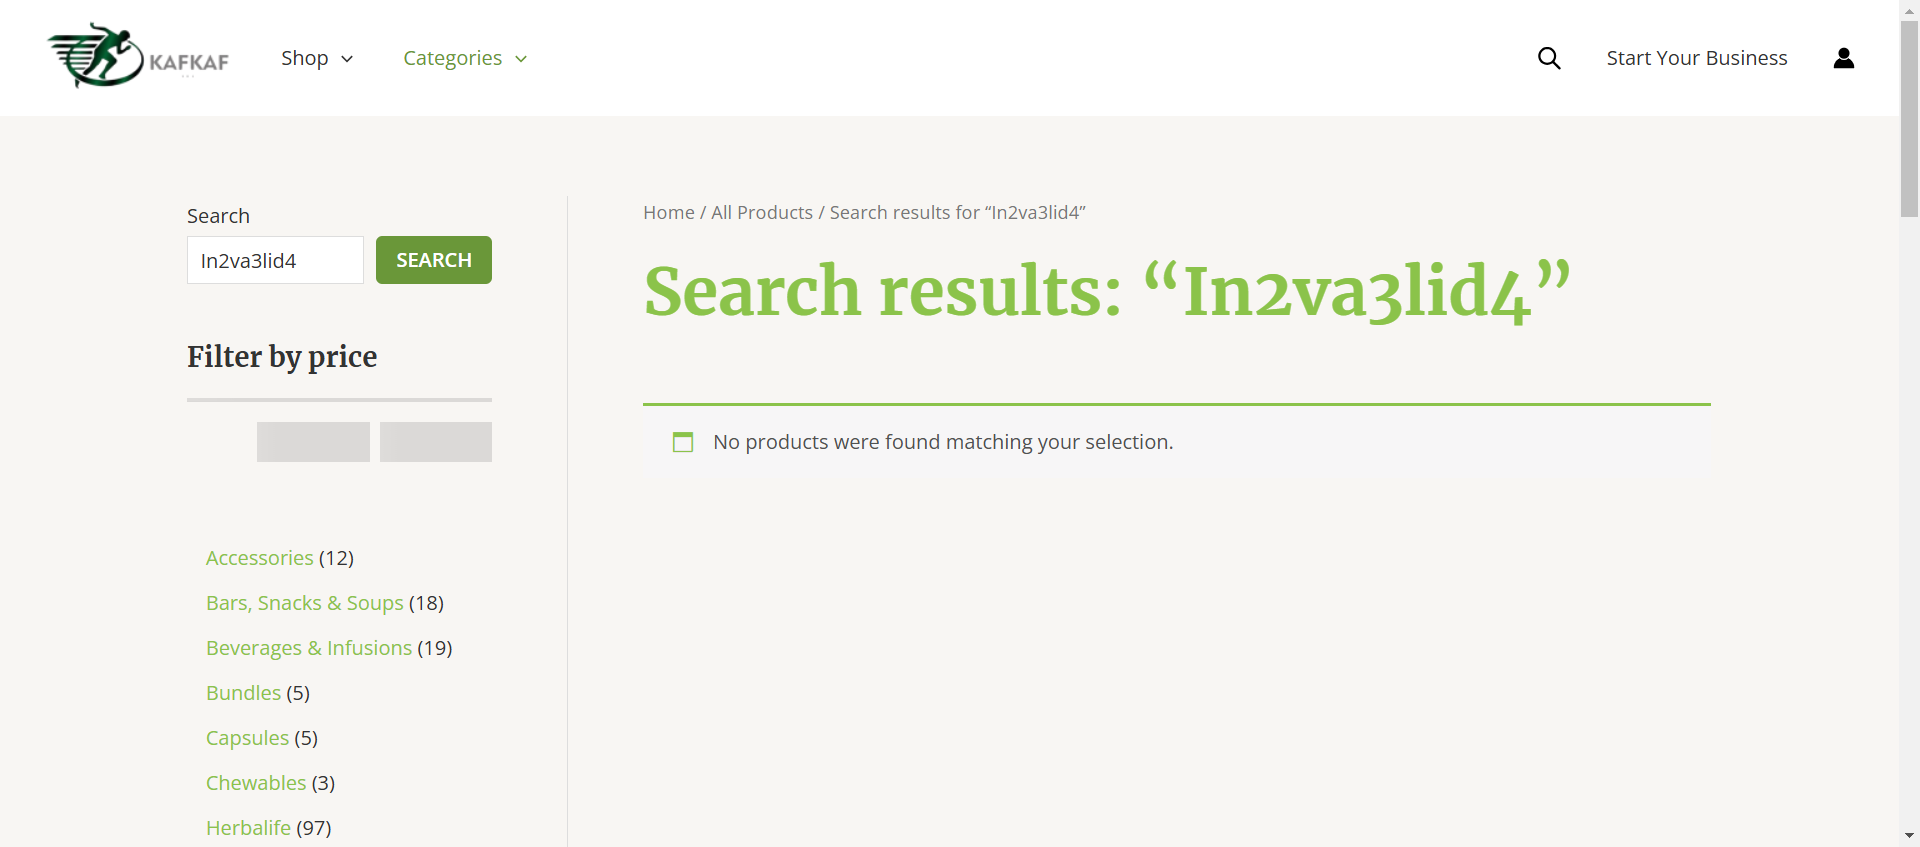 KAFKAF
Shop
Categories
Start Your Business
Search
In2va3lid4
SEARCH
Filter by price
Accessories (12)
Bars, Snacks & Soups (18)
Beverages & Infusions (19)
Bundles (5)
Capsules (5)
Chewables (3)
Herbalife (97)
Home / All Products / Search results for “In2va3lid4”
Search results: “In2va3lid4”
No products were found matching your selection.